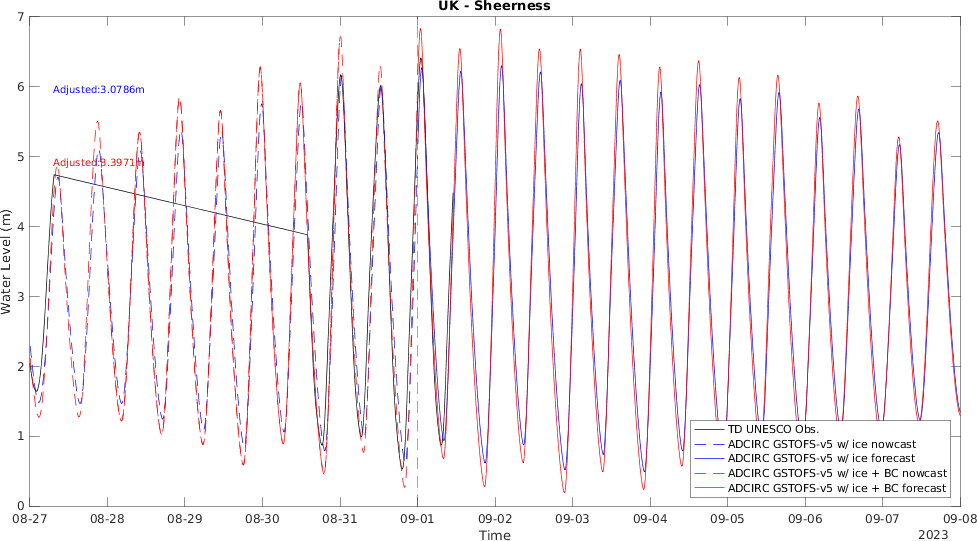 UK - Sheerness
7
6
5
4
3
2
1
0
Water Level (m)
Adjusted:3.0786m
Adjusted:3.3971m
TD UNESCO Obs.
ADCIRC GSTOFS-v5 w/ ice nowcast
ADCIRC GSTOFS-v5 w/ ice forecast
ADCIRC GSTOFS-v5 w/ ice + BC nowcast
ADCIRC GSTOFS-v5 w/ ice + BC forecast
08-27 08-28 08-29 08-30 08-31 09-01 09-02 09-03 09-04 09-05 09-06 09-07 09-08
Time
2023